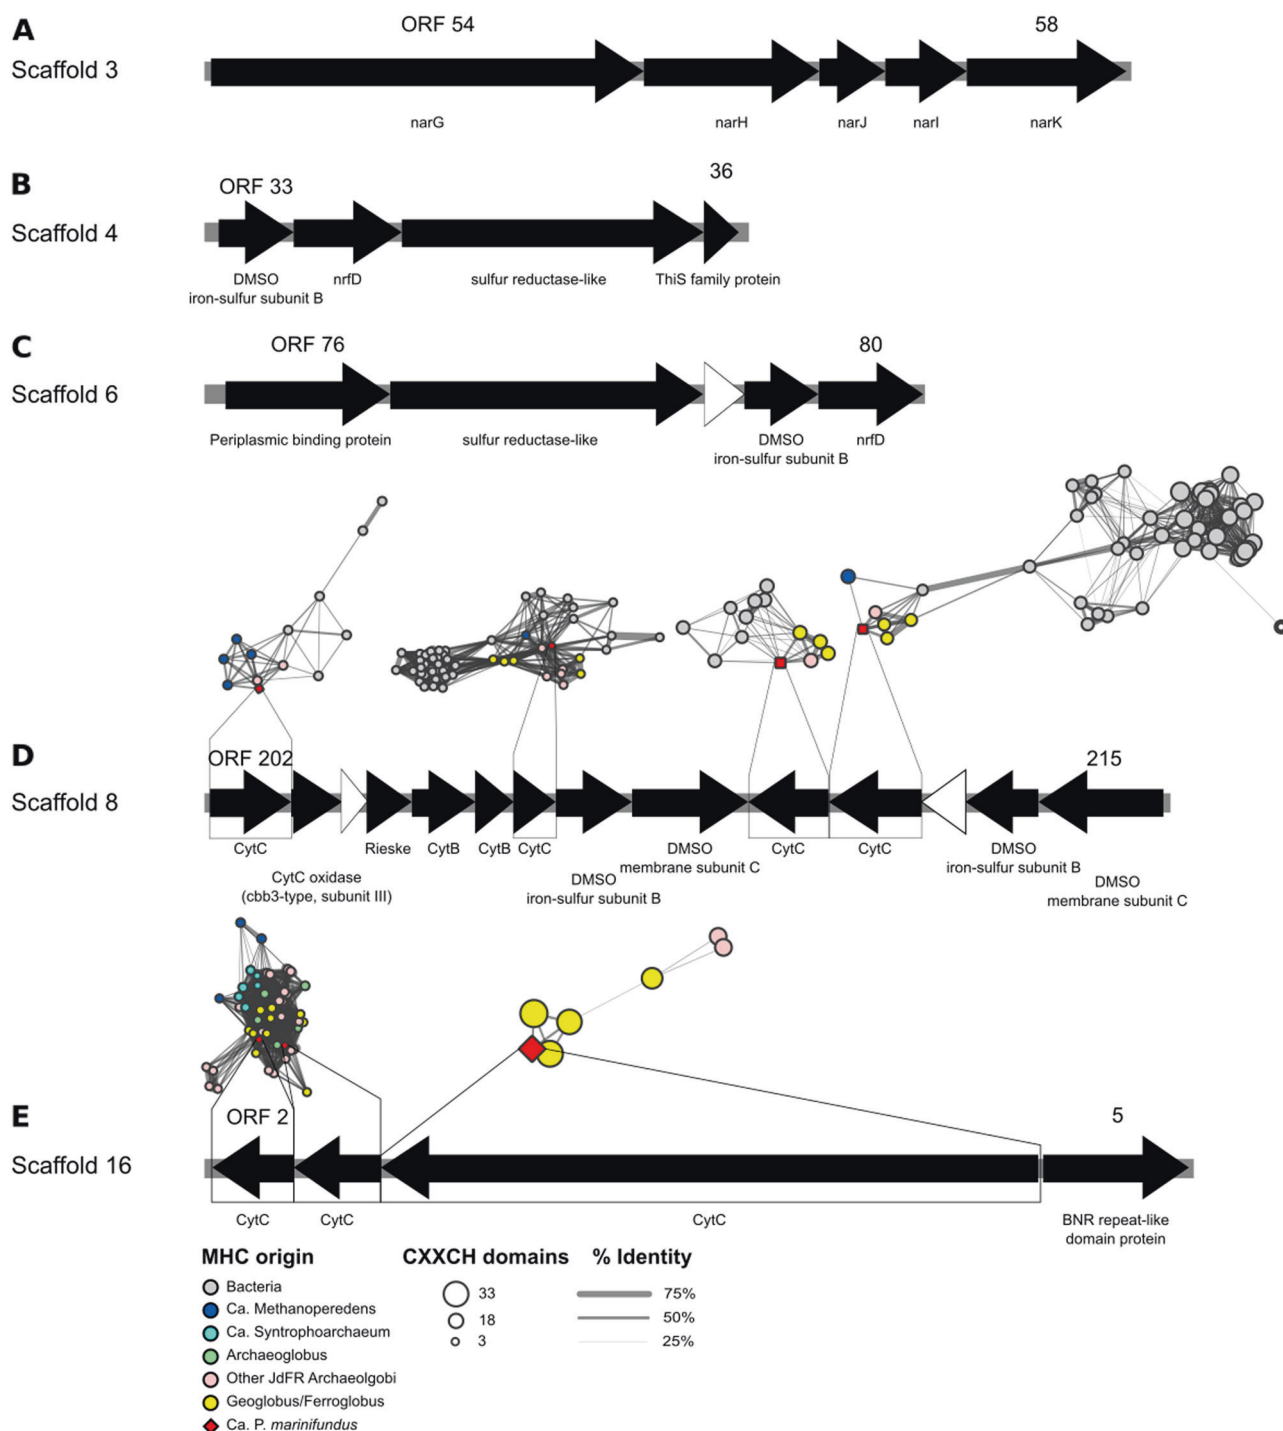 A
ORF 54
58
Scaffold 3
narG
narH
narJ
narI
narK
B
ORF 33
36
Scaffold 4
DMSO
iron-sulfur subunit B
nrfD
sulfur reductase-like
ThiS family protein
C
ORF 76
80
Scaffold 6
Periplasmic binding protein
sulfur reductase-like
DMSO
iron-sulfur subunit B
nrfD
D
ORF 202
215
Scaffold 8
CytC
CytC oxidase
(cbb3-type, subunit III)
Rieske
CytB
CytB
CytC
DMSO
iron-sulfur subunit B
DMSO
membrane subunit C
CytC
CytC
DMSO
iron-sulfur subunit B
DMSO
membrane subunit C
E
ORF 2
5
Scaffold 16
CytC
CytC
CytC
BNR repeat-like
domain protein
MHC origin
Bacteria
Ca. Methanoperedens
Ca. Syntrophoarchaeum
Archaeoglobus
Other JdFR Archaeolgobi
Geoglobus/Ferroglobus
Ca. P. marinifundus
CXXCH domains
33
18
3
% Identity
75%
50%
25%